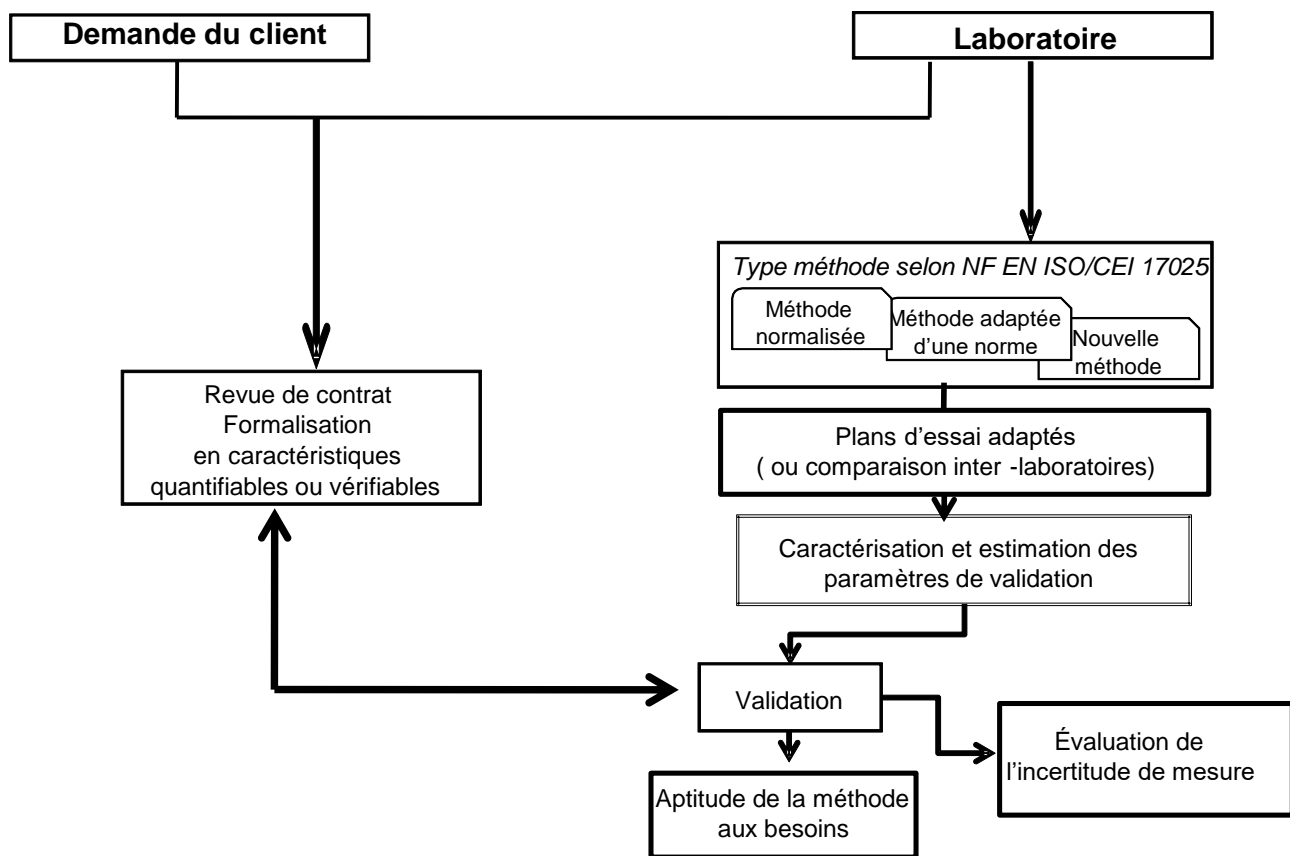 Demande du client
Laboratoire
Type méthode selon NF EN ISO/CEI 17025
Méthode
normalisée
Méthode adaptée
d'une norme
Nouvelle
méthode
Revue de contrat
Formalisation
en caractéristiques
quantifiables ou vérifiables
Plans d'essai adaptés
( ou comparaison inter -laboratoires)
Caractérisation et estimation des
paramètres de validation
Validation
Évaluation de
l'incertitude de mesure
Aptitude de la méthode
aux besoins